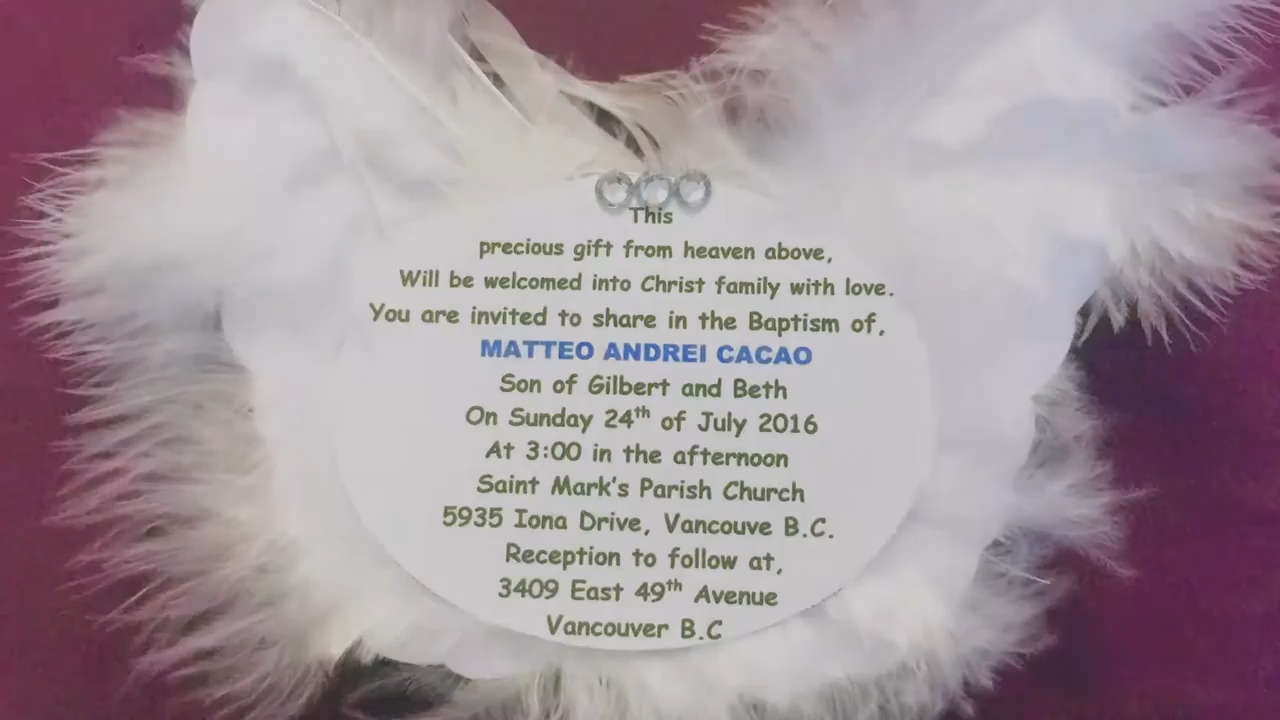 This
precious gift from heaven above,
Will be welcomed into Christ family with love.
You are invited to share in the Baptism of,
MATTEO ANDREI CACAO
Son of Gilbert and Beth
On Sunday 24th of July 2016
At 3:00 in the afternoon
Saint Mark's Parish Church
5935 Iona Drive, Vancouve B.C.
Reception to follow at,
3409 East 49th Avenue
Vancouver B.C